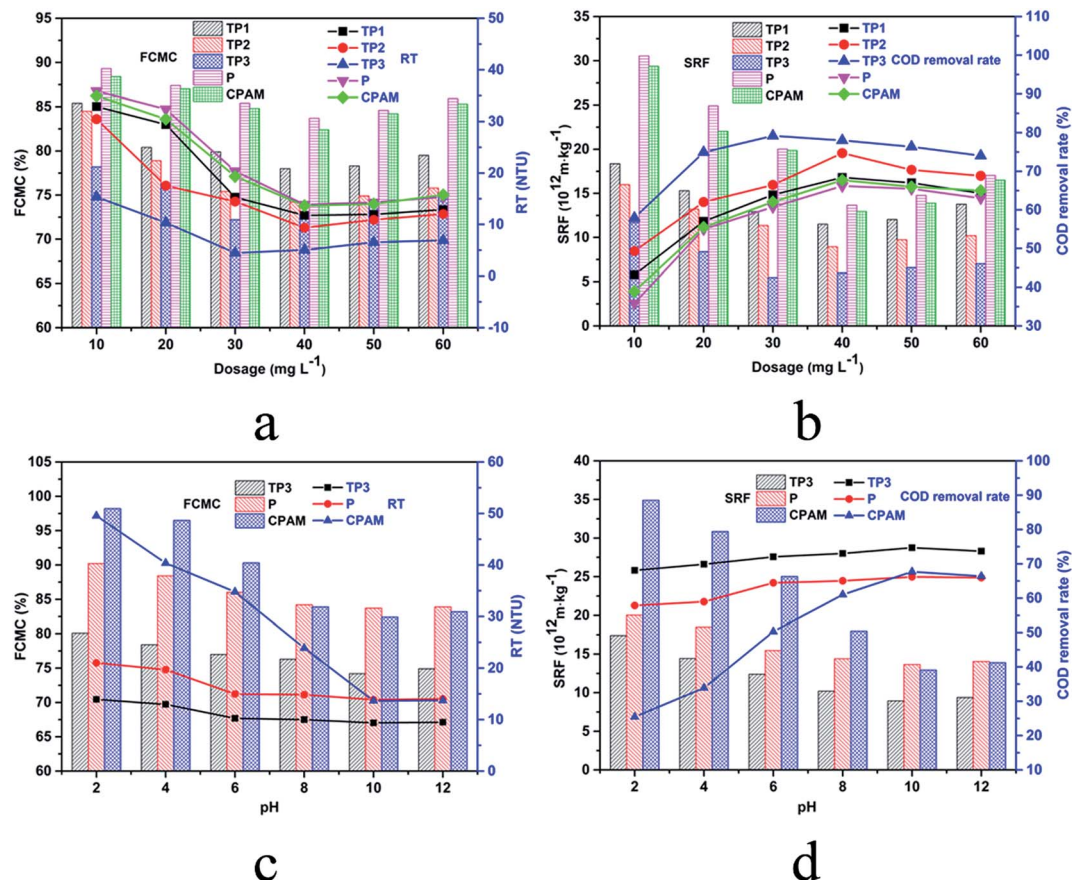 95
90
85
80
75
70
65
60
FCMC (%)
FCMC
TP1
TP2
TP3
P
CPAM
TP1
TP2
TP3
P
CPAM
RT
50
40
30
20
10
0
-10
RT (NTU)
10 20 30 40 50 60
Dosage (mg L-1)
a
35
30
25
20
15
10
5
0
SRF (10^12 m·kg-1)
SRF
TP1
TP2
TP3
P
CPAM
TP1
TP2
TP3
P
CPAM
COD removal rate
110
100
90
80
70
60
50
40
30
COD removal rate (%)
10 20 30 40 50 60
Dosage (mg L-1)
b
105
100
95
90
85
80
75
70
65
60
FCMC (%)
FCMC
TP3
P
CPAM
TP3
P
CPAM
RT
60
50
40
30
20
10
0
RT (NTU)
2 4 6 8 10 12
pH
c
40
35
30
25
20
15
10
5
0
SRF (10^12 m·kg-1)
SRF
TP3
P
CPAM
TP3
P
CPAM
COD removal rate
100
90
80
70
60
50
40
30
20
10
COD removal rate (%)
2 4 6 8 10 12
pH
d